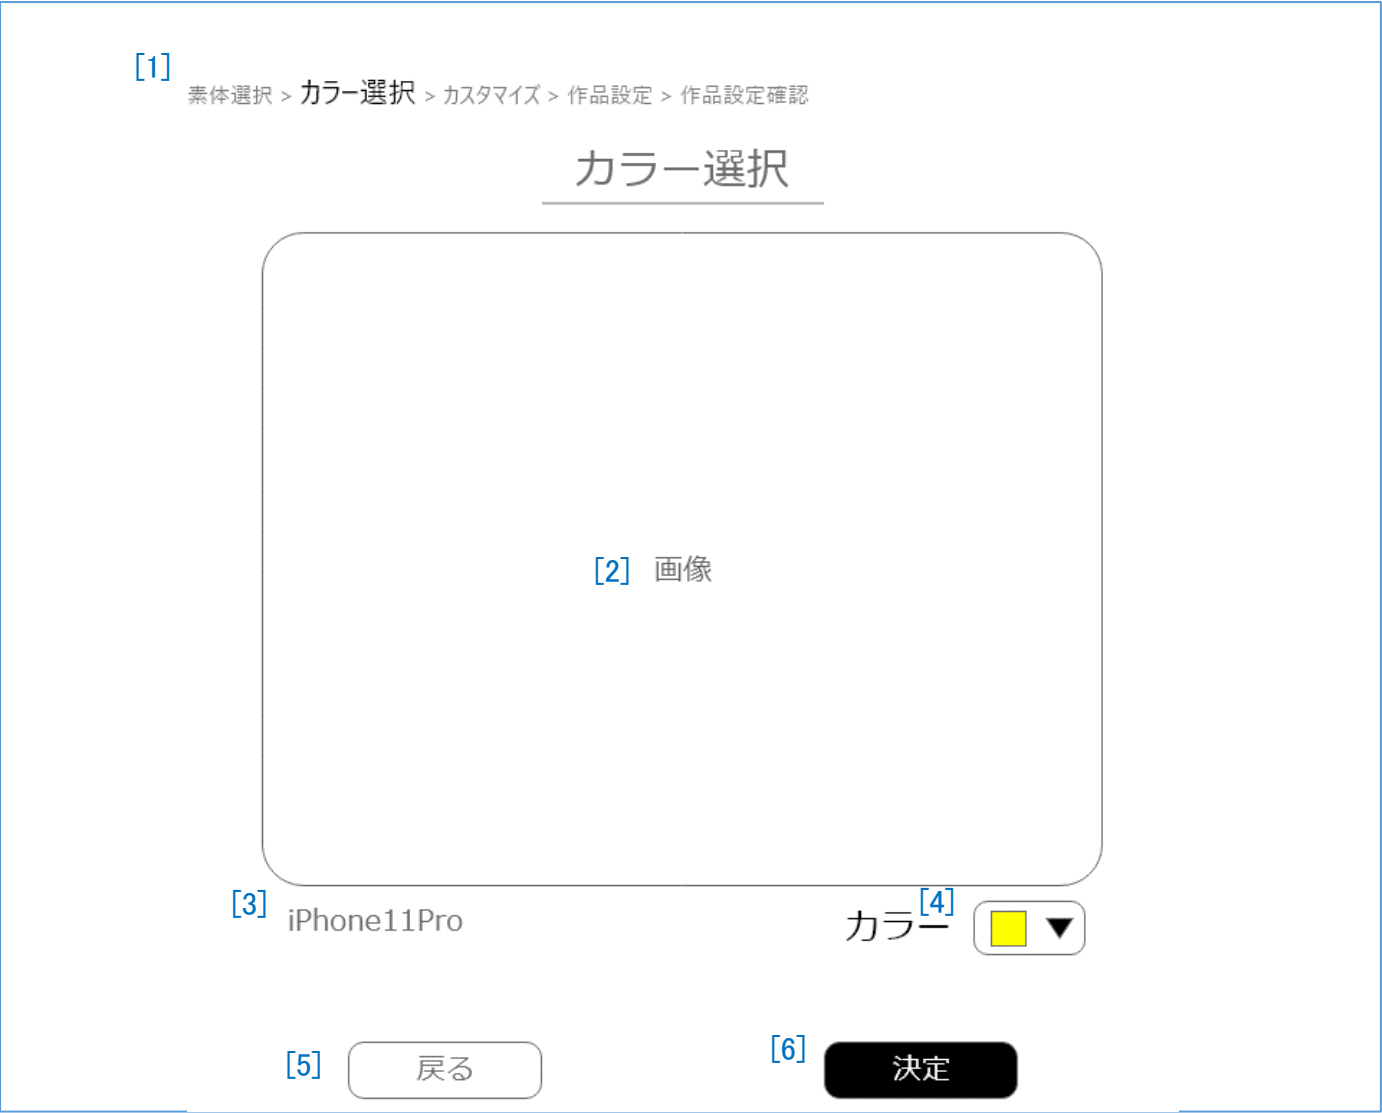 [1]
素体選択 > カラー選択 > カスタマイズ > 作品設定 > 作品設定確認
カラー選択
[2] 画像
[3] iPhone11Pro カラー [4] ▼
[5] 戻る [6] 決定